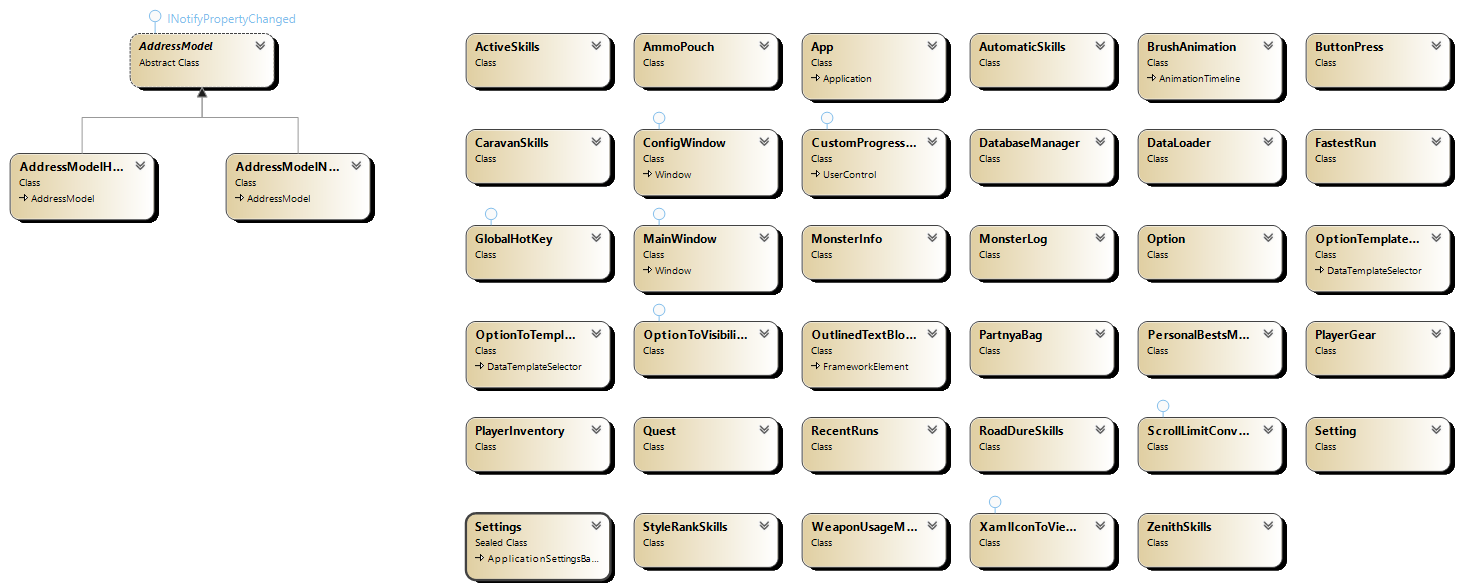 INotifyPropertyChanged
AddressModel
Abstract Class
AddressModelH...
Class
AddressModel
AddressModelN...
Class
AddressModel
ActiveSkills
Class
AmmoPouch
Class
App
Class
Application
AutomaticSkills
Class
BrushAnimation
Class
AnimationTimeline
ButtonPress
Class
CaravanSkills
Class
ConfigWindow
Class
Window
CustomProgress...
Class
UserControl
DatabaseManager
Class
DataLoader
Class
FastestRun
Class
GlobalHotKey
Class
MainWindow
Class
Window
MonsterInfo
Class
MonsterLog
Class
Option
Class
OptionTemplate...
Class
DataTemplateSelector
OptionToTempl...
Class
DataTemplateSelector
OptionToVisibili...
Class
OutlinedTextBlo...
Class
FrameworkElement
PartnyaBag
Class
PersonalBestsM...
Class
PlayerGear
Class
PlayerInventory
Class
Quest
Class
RecentRuns
Class
RoadDureSkills
Class
ScrollLimitConv...
Class
Setting
Class
Settings
Sealed Class
ApplicationSettingsBa...
StyleRankSkills
Class
WeaponUsageM...
Class
XamlIconToVie...
Class
ZenithSkills
Class